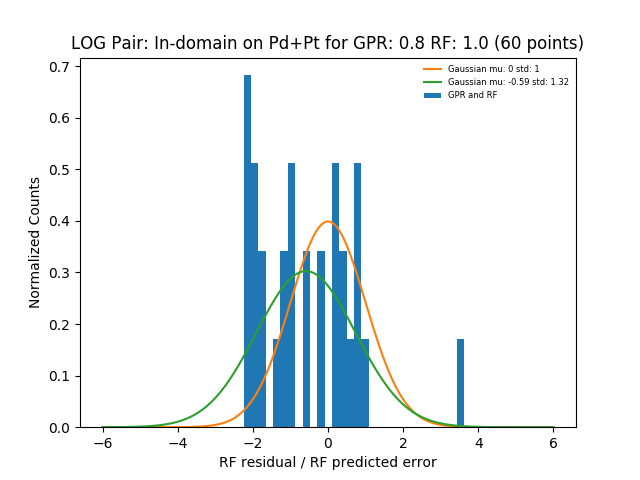 LOG Pair: In-domain on Pd+Pt for GPR: 0.8 RF: 1.0 (60 points)
Gaussian mu: 0 std: 1
Gaussian mu: -0.59 std: 1.32
GPR and RF
Normalized Counts
0.7
0.6
0.5
0.4
0.3
0.2
0.1
0.0
−6 −4 −2 0 2 4 6
RF residual / RF predicted error